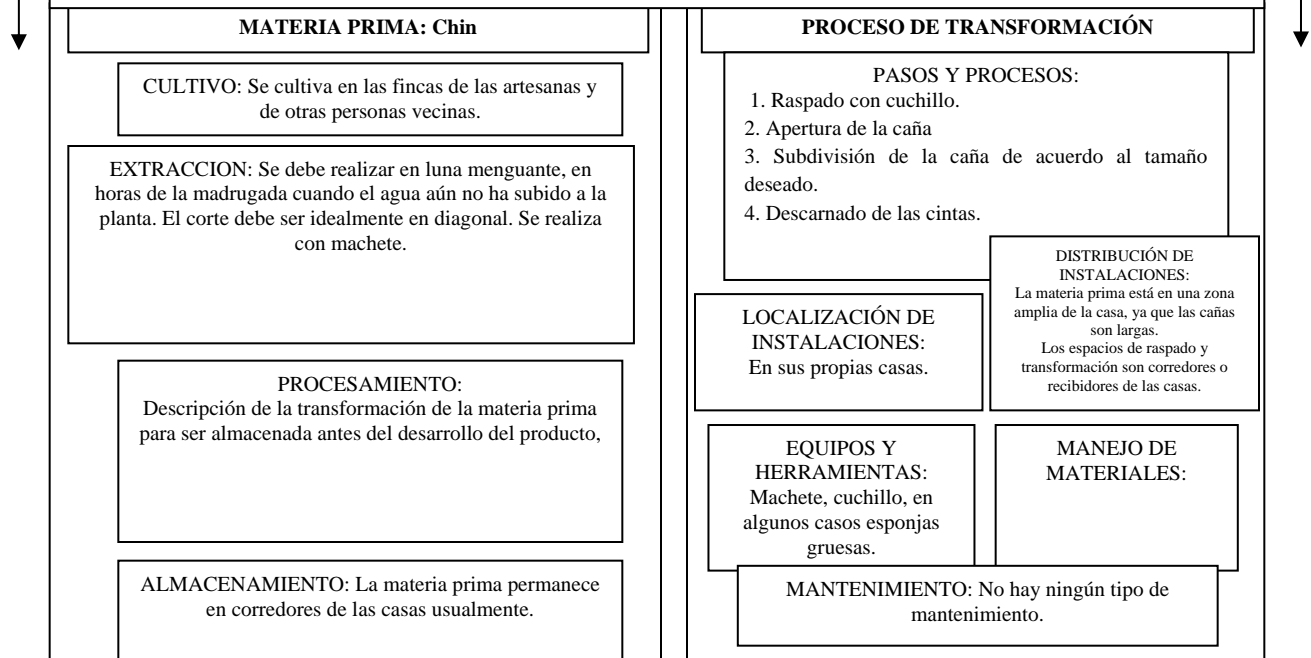 MATERIA PRIMA: Chin
CULTIVO: Se cultiva en las fincas de las artesanas y
de otras personas vecinas.
EXTRACCION: Se debe realizar en luna menguante, en
horas de la madrugada cuando el agua aún no ha subido a la
planta. El corte debe ser idealmente en diagonal. Se realiza
con machete.
PROCESAMIENTO:
Descripción de la transformación de la materia prima
para ser almacenada antes del desarrollo del producto,
ALMACENAMIENTO: La materia prima permanece
en corredores de las casas usualmente.
PROCESO DE TRANSFORMACIÓN
PASOS Y PROCESOS:
1. Raspado con cuchillo.
2. Apertura de la caña
3. Subdivisión de la caña de acuerdo al tamaño
deseado.
4. Descarnado de las cintas.
DISTRIBUCIÓN DE
INSTALACIONES:
La materia prima está en una zona
amplia de la casa, ya que las cañas
son largas.
Los espacios de raspado y
transformación son corredores o
recibidores de las casas.
LOCALIZACIÓN DE
INSTALACIONES:
En sus propias casas.
EQUIPOS Y
HERRAMIENTAS:
Machete, cuchillo, en
algunos casos esponjas
gruesas.
MANEJO DE
MATERIALES:
MANTENIMIENTO: No hay ningún tipo de
mantenimiento.